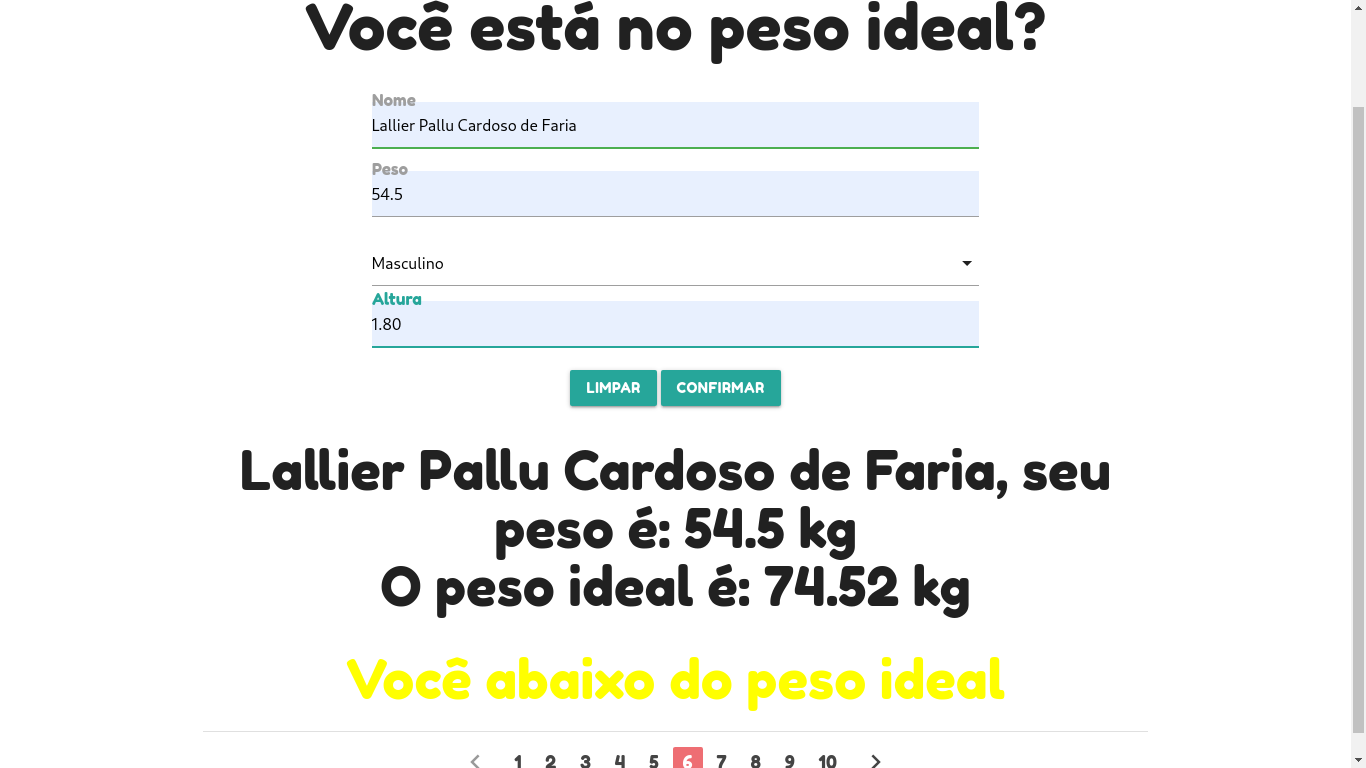 Você está no peso ideal?
Nome
Lallier Pallu Cardoso de Faria
Peso
54.5
Masculino
Altura
1.80
LIMPAR CONFIRMAR
Lallier Pallu Cardoso de Faria, seu
peso é: 54.5 kg
O peso ideal é: 74.52 kg
Você abaixo do peso ideal
1 2 3 4 5 6 7 8 9 10